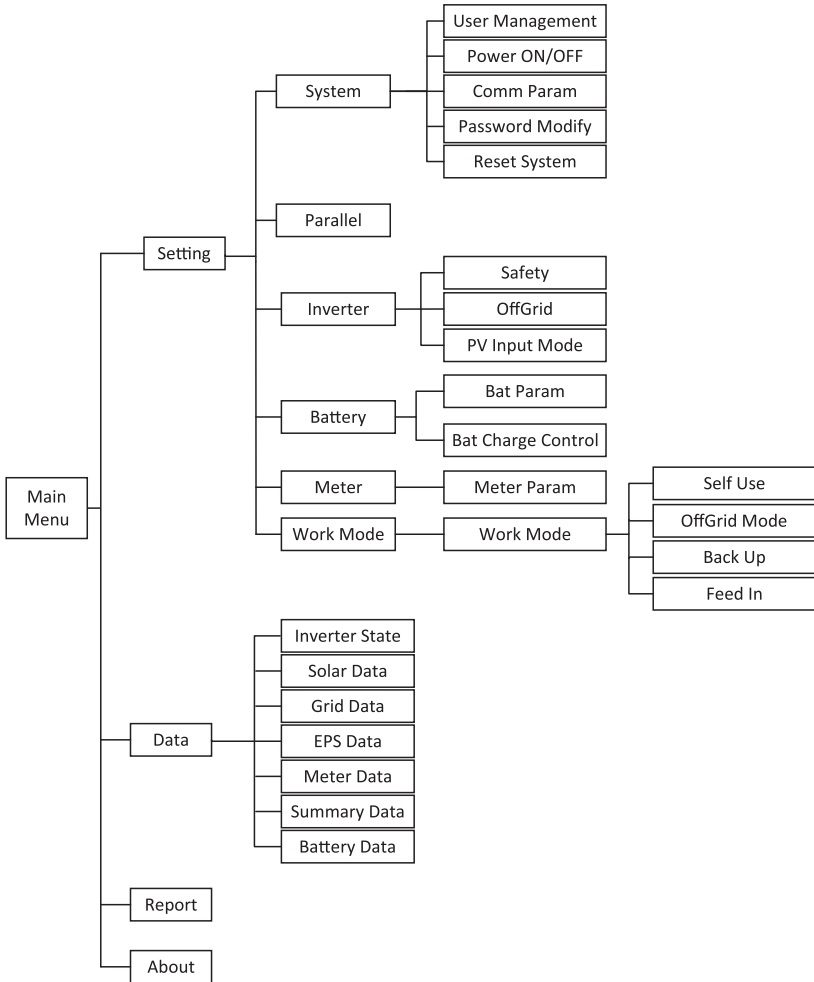 User Management
Power ON/OFF
System
Comm Param
Password Modify
Reset System
Parallel
Setting
Safety
Inverter
OffGrid
PV Input Mode
Bat Param
Battery
Bat Charge Control
Main
Menu
Meter
Meter Param
Self Use
Work Mode
Work Mode
OffGrid Mode
Back Up
Feed In
Inverter State
Solar Data
Grid Data
Data
EPS Data
Meter Data
Summary Data
Battery Data
Report
About